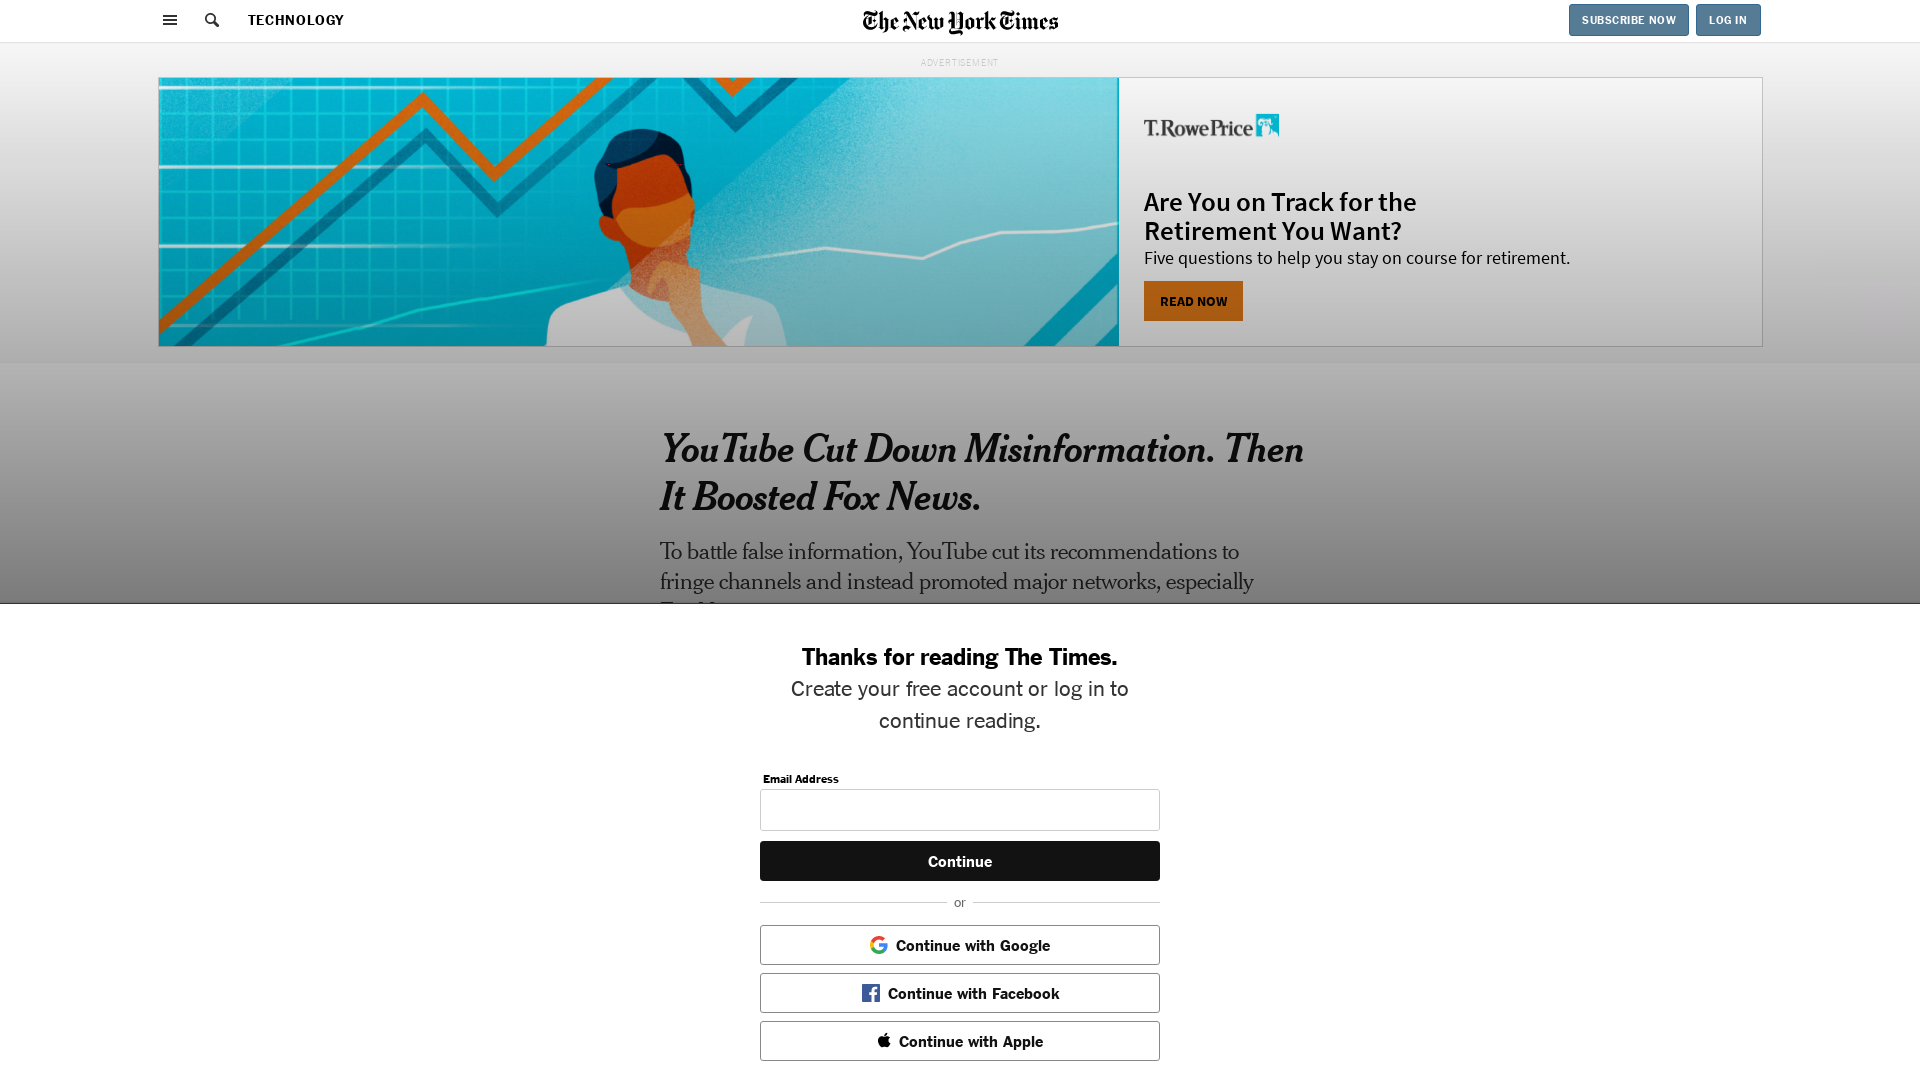 TECHNOLOGY
The New York Times
SUBSCRIBE NOW
LOG IN
ADVERTISEMENT
T.RowePrice
Are You on Track for the
Retirement You Want?
Five questions to help you stay on course for retirement.
READ NOW
YouTube Cut Down Misinformation. Then
It Boosted Fox News.
To battle false information, YouTube cut its recommendations to
fringe channels and instead promoted major networks, especially
Thanks for reading The Times.
Create your free account or log in to
continue reading.
Email Address
Continue
or
Continue with Google
Continue with Facebook
Continue with Apple